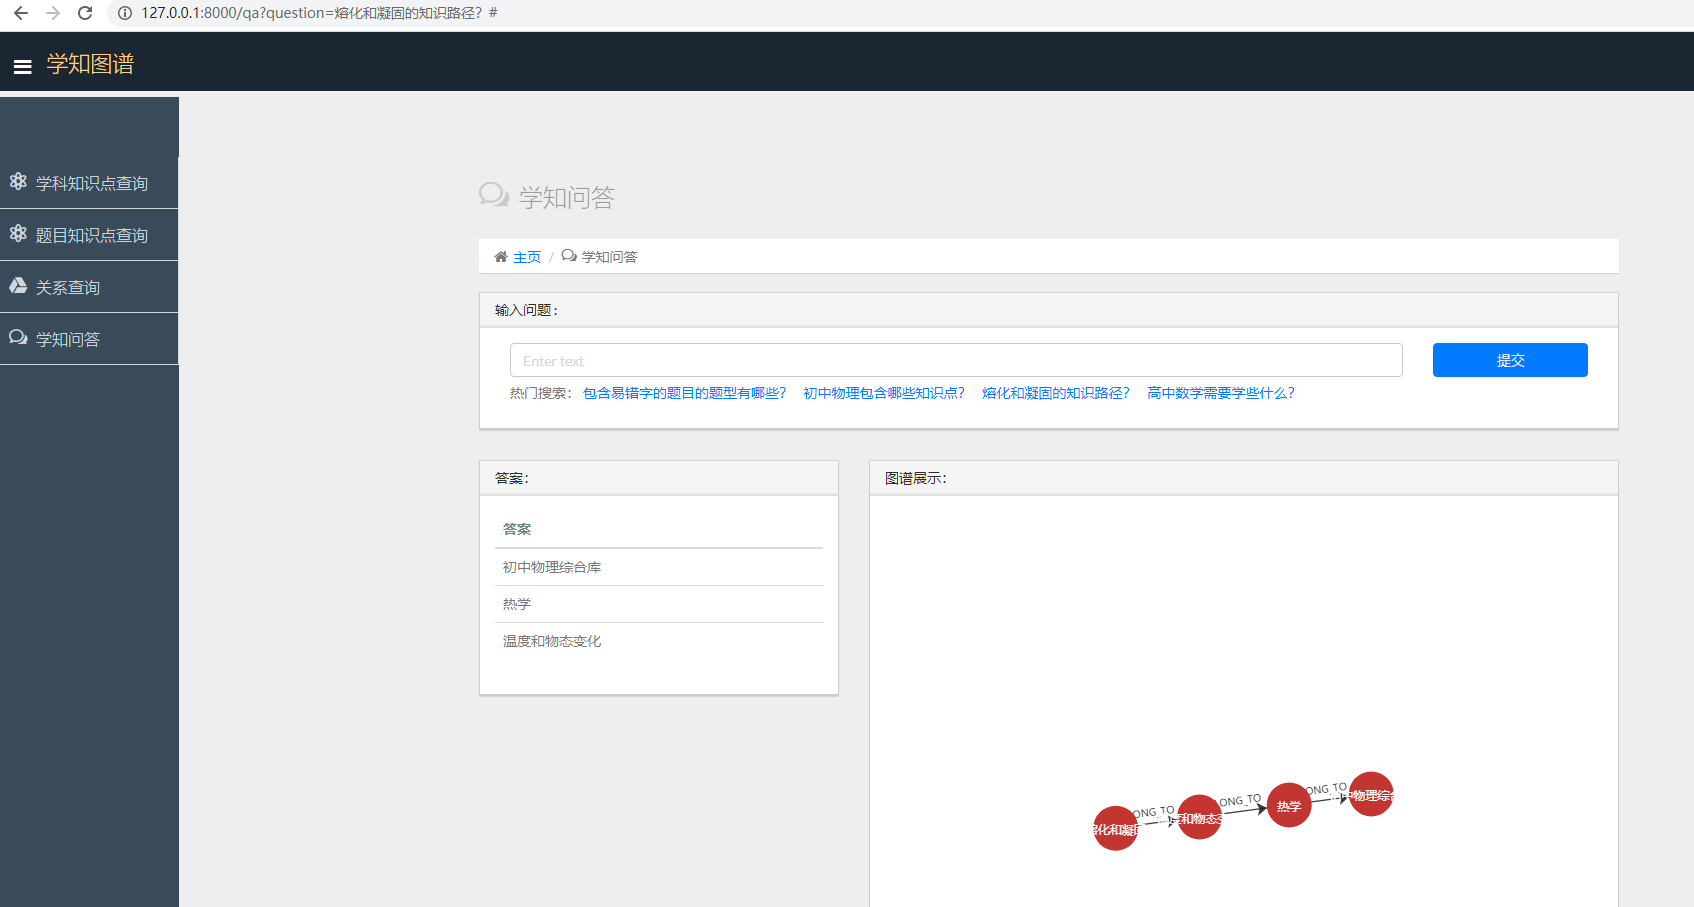 127.0.0.1:8000/qa?question=熔化和凝固的知识路径？#
学知图谱
学科知识点查询
题目知识点查询
关系查询
学知问答
学知问答
主页 / 学知问答
输入问题：
Enter text
提交
热门搜索： 包含易错字的题目的题型有哪些？ 初中物理包含哪些知识点？ 熔化和凝固的知识路径？ 高中数学需要学些什么？
答案：
答案
初中物理综合库
热学
温度和物态变化
图谱展示：
熔化和凝固
ONG_TO
度和物态变
LONG_TO
热学
ONG_TO
中物理综合